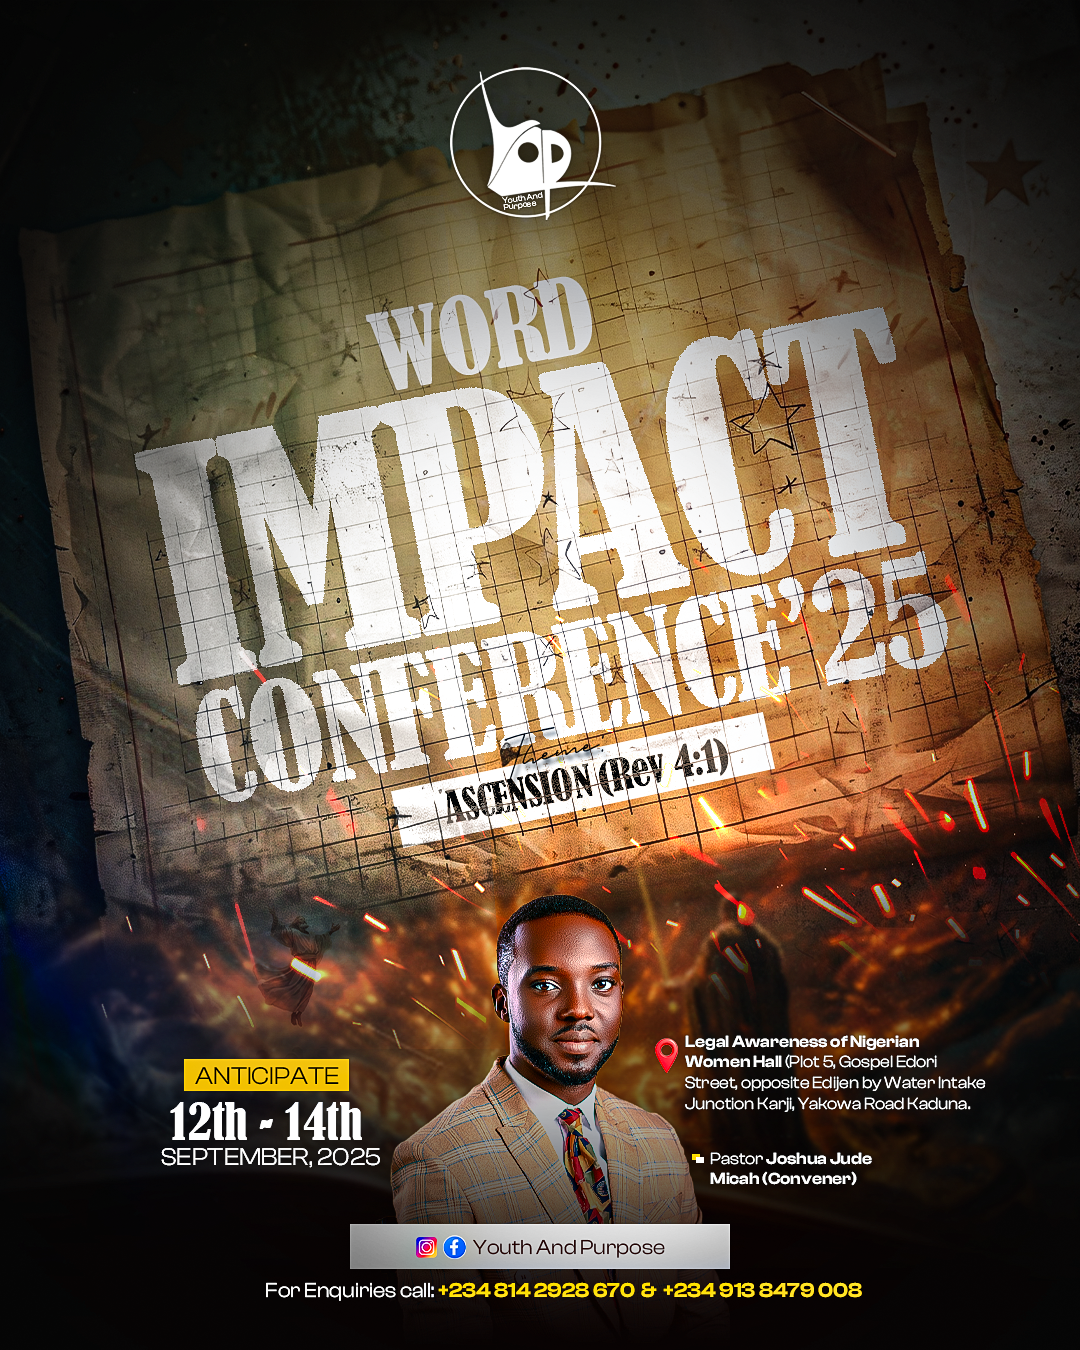 YOP
Youth And
Purpose
WORD
IMPACT
CONFERENCE'25
Theme:
ASCENSION (Rev 4:1)
ANTICIPATE
12th - 14th
SEPTEMBER, 2025
Legal Awareness of Nigerian
Women Hall (Plot 5, Gospel Edori
Street, opposite Edijen by Water Intake
Junction Karji, Yakowa Road Kaduna.
Pastor Joshua Jude
Micah (Convener)
Youth And Purpose
For Enquiries call: +234 814 2928 670 & +234 913 8479 008